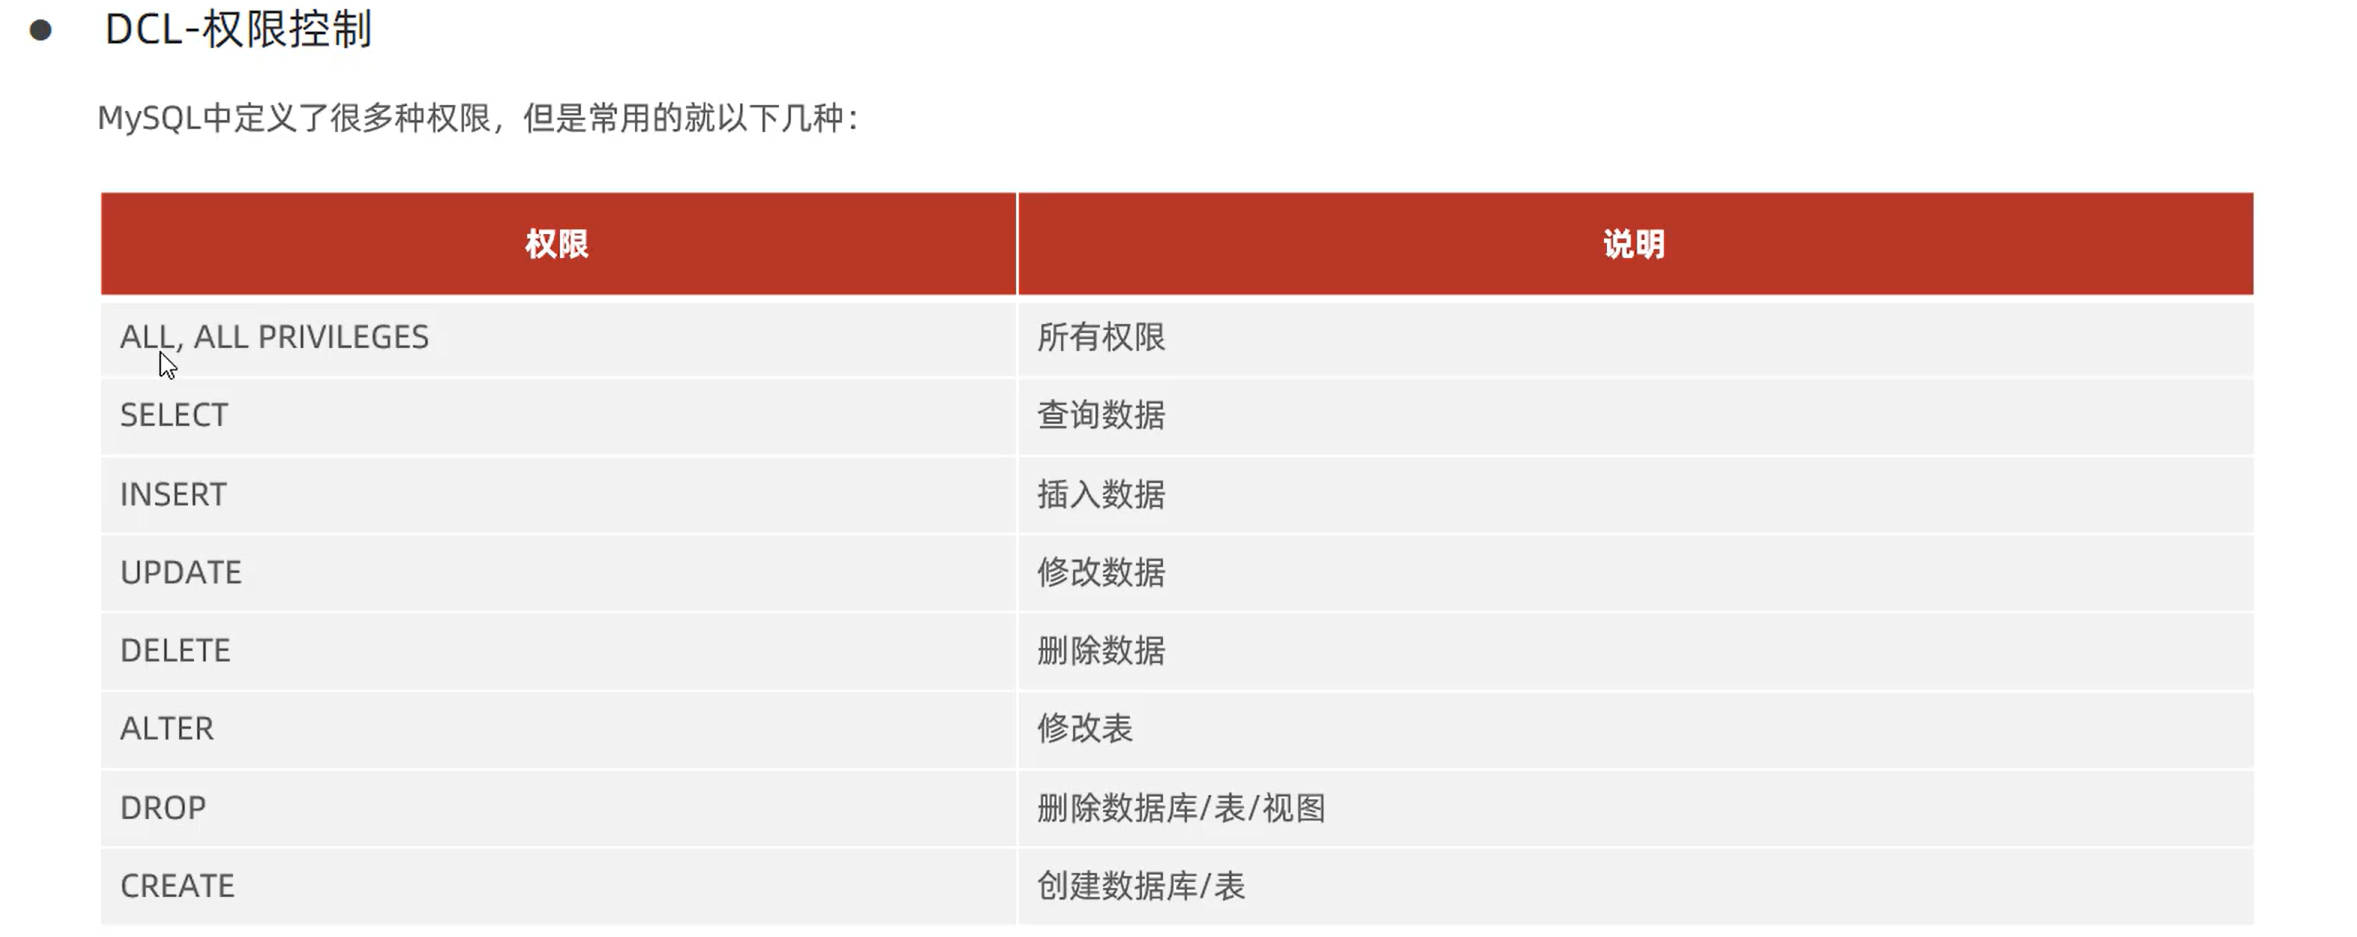 ● DCL-权限控制
MySQL中定义了很多种权限，但是常用的就以下几种：
权限 说明
ALL, ALL PRIVILEGES 所有权限
SELECT 查询数据
INSERT 插入数据
UPDATE 修改数据
DELETE 删除数据
ALTER 修改表
DROP 删除数据库/表/视图
CREATE 创建数据库/表